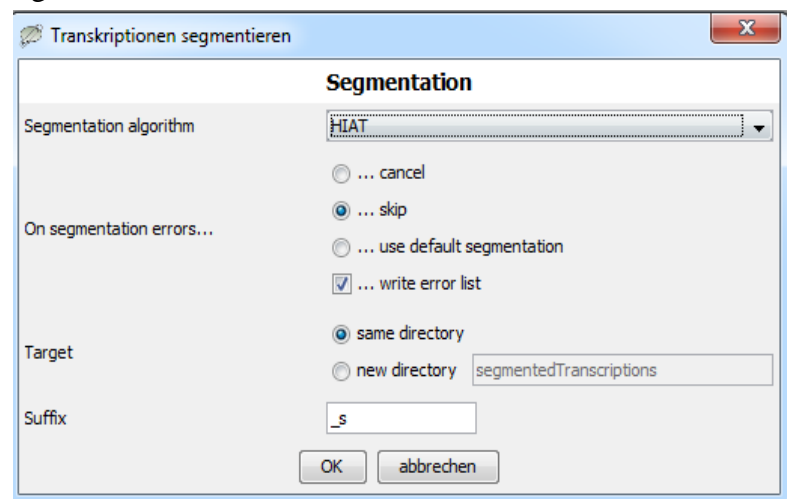 Transkriptionen segmentieren
Segmentation
Segmentation algorithm HIAT
On segmentation errors...
... cancel
... skip
... use default segmentation
... write error list
Target
same directory
new directory segmentedTranscriptions
Suffix _s
OK abbrechen